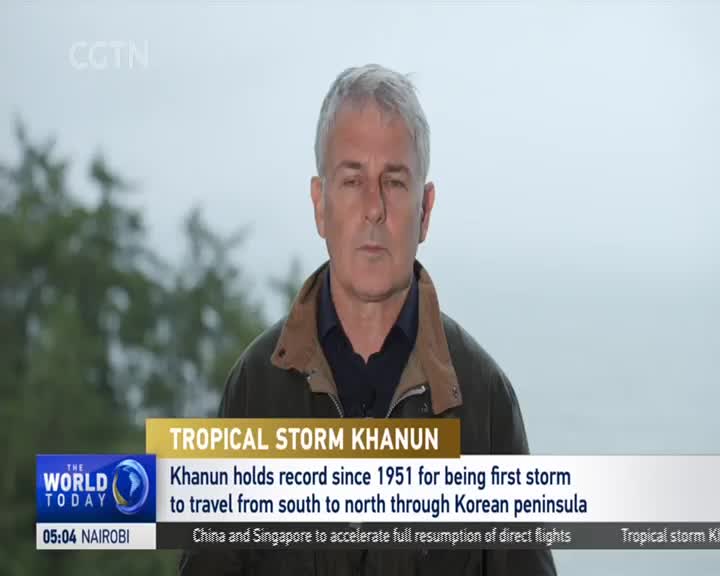 CGTN
TROPICAL STORM KHANUN
Khanun holds record since 1951 for being first storm
to travel from south to north through Korean peninsula
THE
WORLD
TODAY
05:04 NAIROBI
China and Singapore to accelerate full resumption of direct flights
Tropical storm